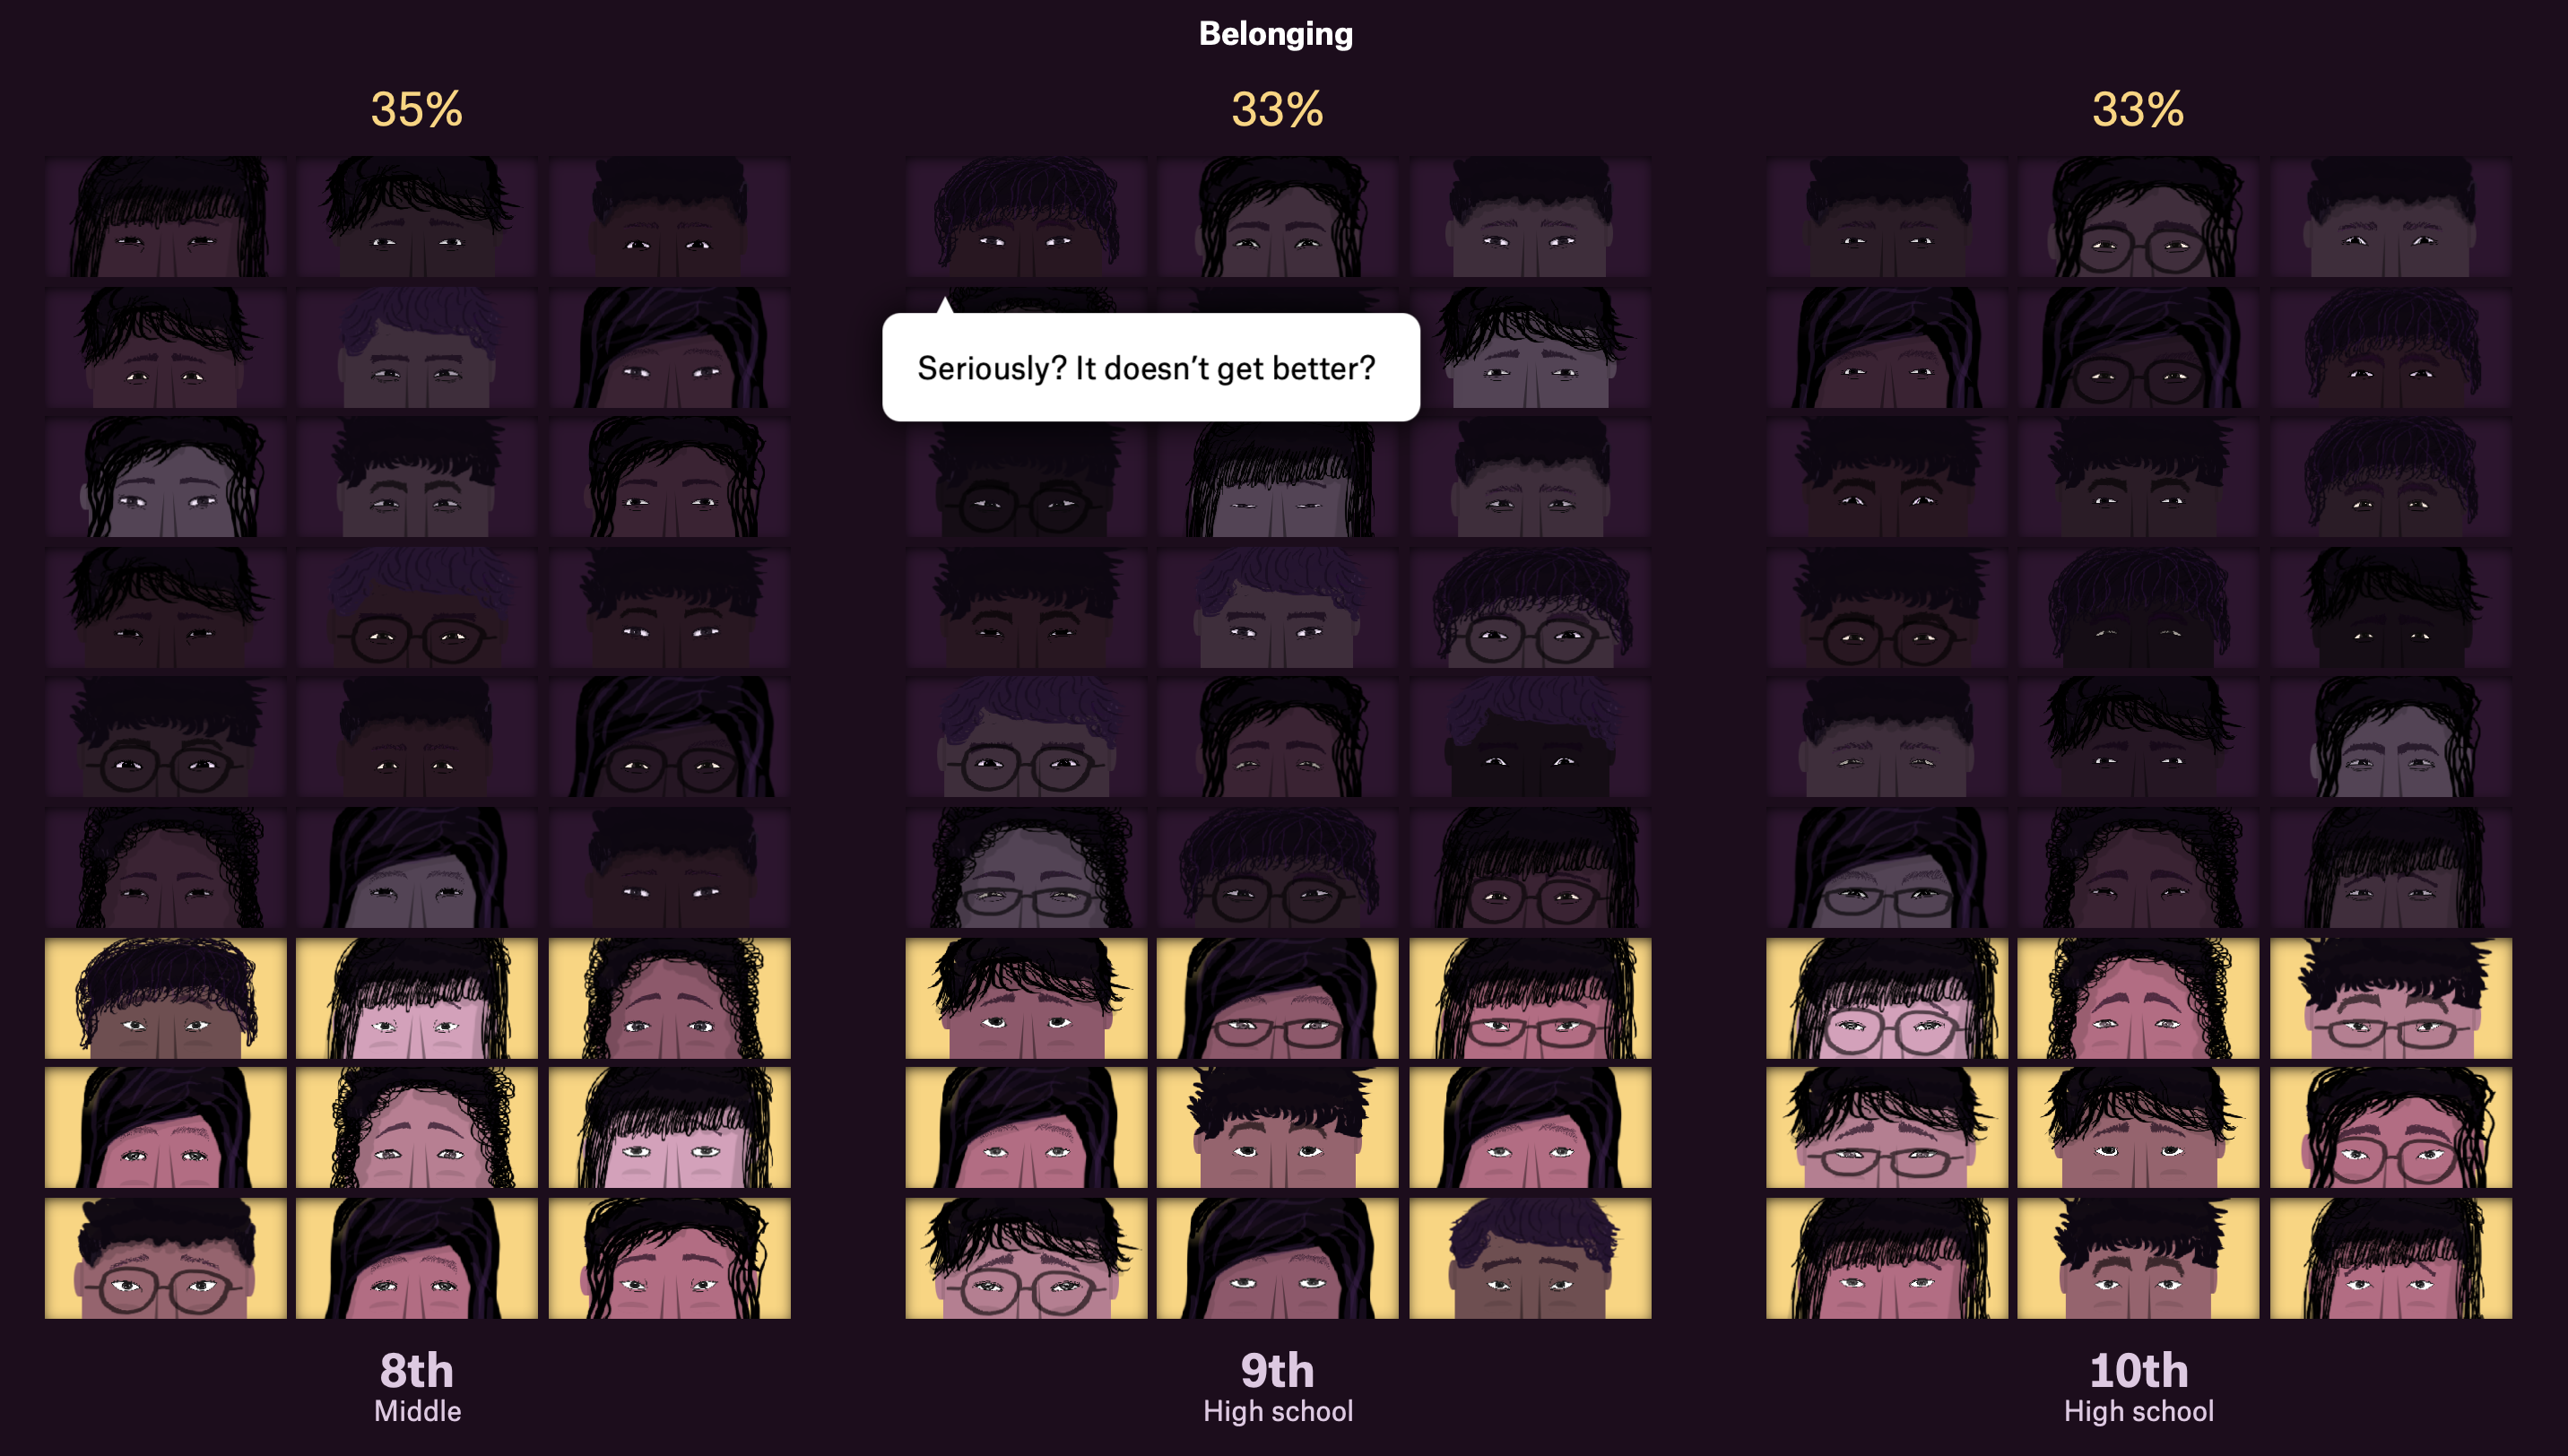 Belonging
35%
33%
33%
Seriously? It doesn’t get better?
8th
Middle
9th
High school
10th
High school